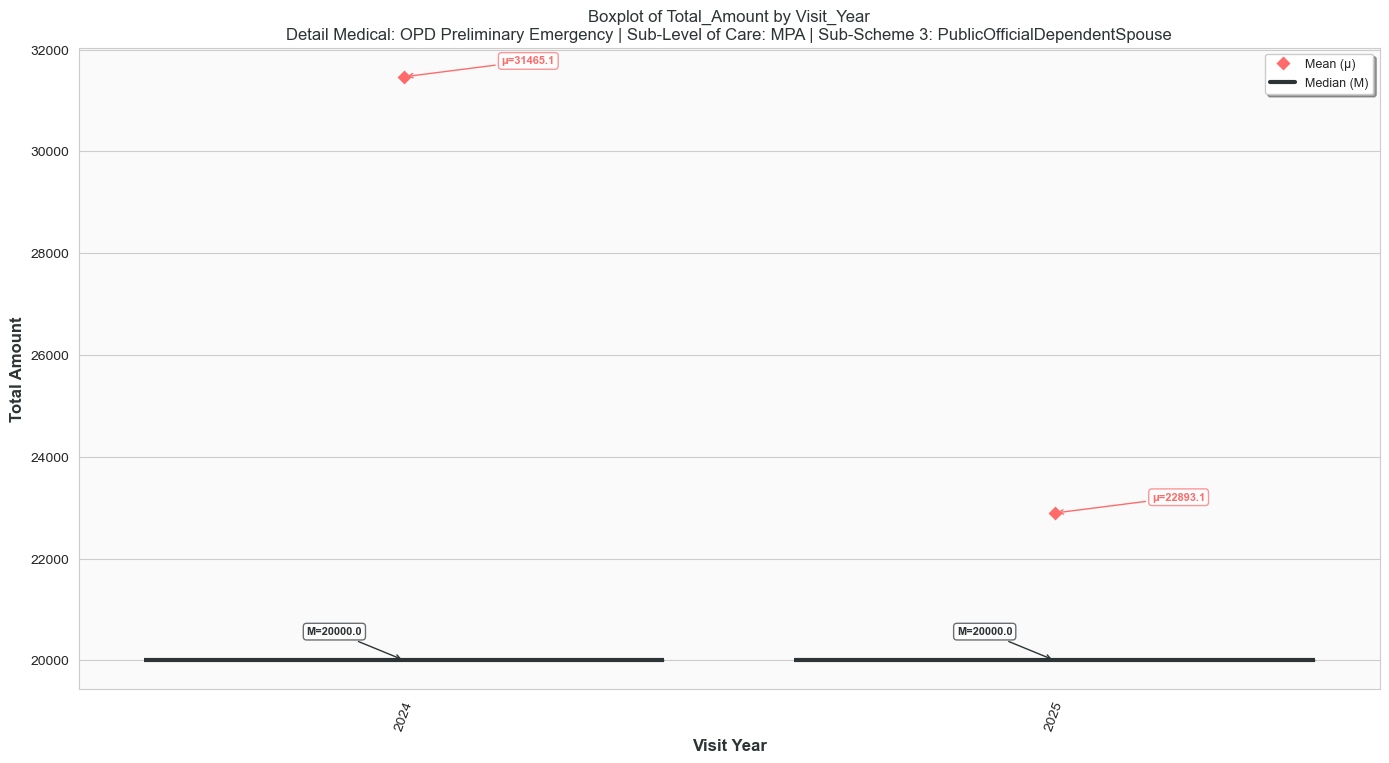 Boxplot of Total_Amount by Visit_Year
Detail Medical: OPD Preliminary Emergency | Sub-Level of Care: MPA | Sub-Scheme 3: PublicOfficialDependentSpouse
Mean (μ)
Median (M)
Total Amount
32000
30000
28000
26000
24000
22000
20000
μ=31465.1
μ=22893.1
M=20000.0
M=20000.0
2024
2025
Visit Year